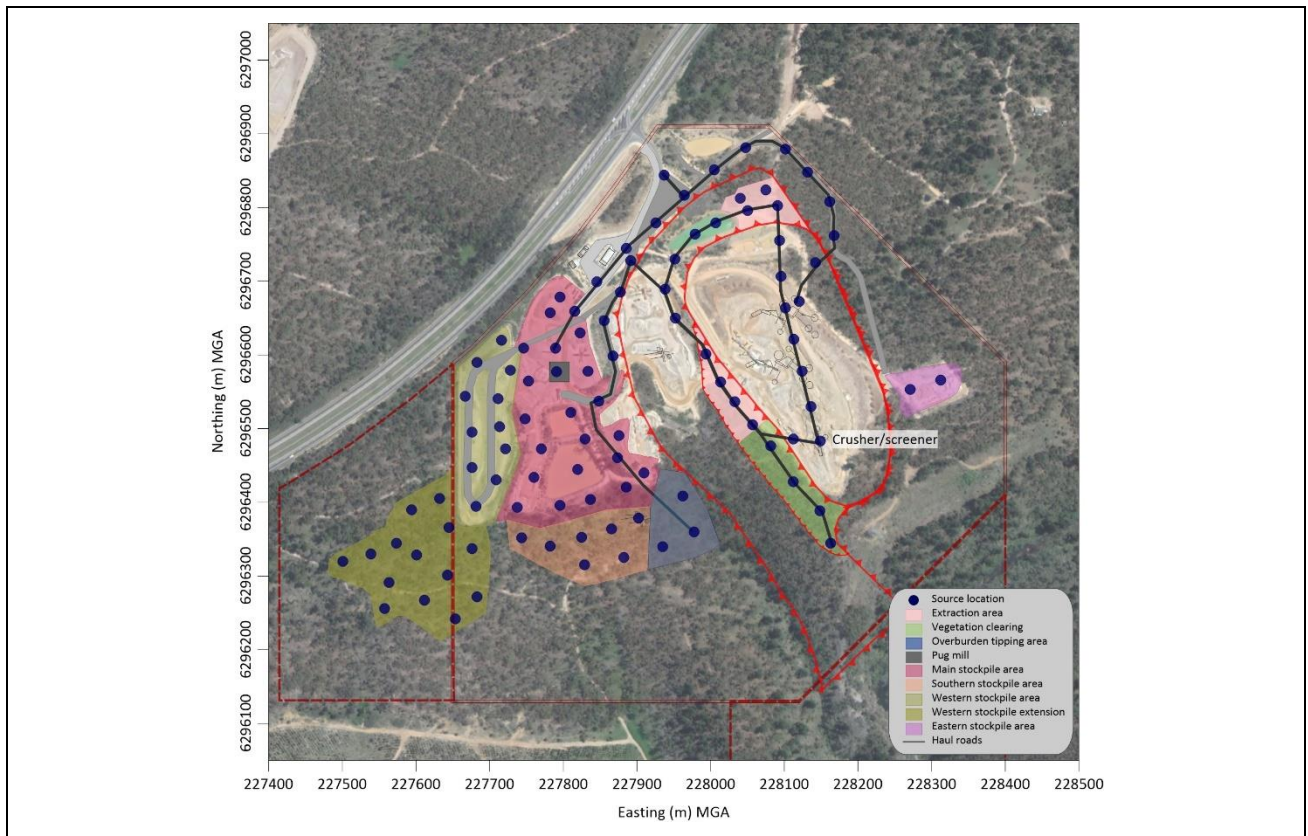 6297000
6296900
6296800
6296700
6296600
6296500
6296400
6296300
6296200
6296100
Northing (m) MGA
Crusher/screener
Source location
Extraction area
Vegetation clearing
Overburden tipping area
Pug mill
Main stockpile area
Southern stockpile area
Western stockpile area
Western stockpile extension
Eastern stockpile area
Haul roads
227400 227500 227600 227700 227800 227900 228000 228100 228200 228300 228400 228500
Easting (m) MGA